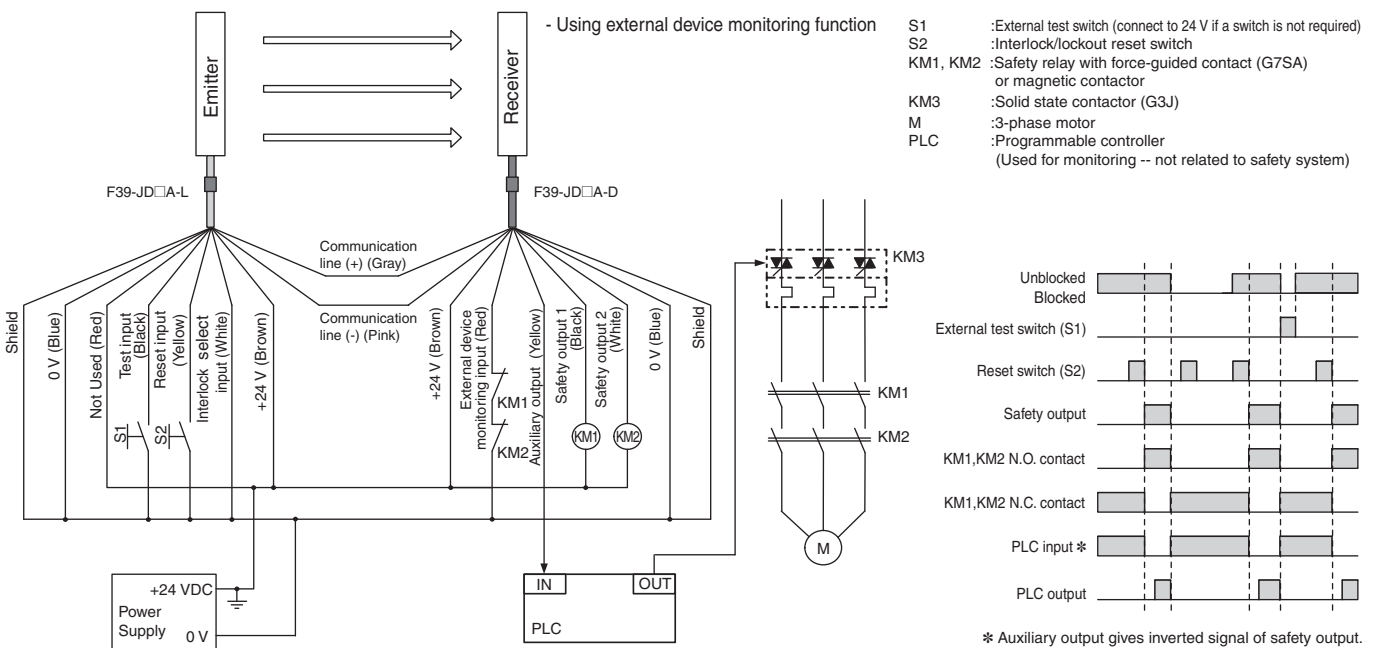 - Using external device monitoring function
S1 :External test switch (connect to 24 V if a switch is not required)
S2 :Interlock/lockout reset switch
KM1, KM2 :Safety relay with force-guided contact (G7SA)
or magnetic contactor
KM3 :Solid state contactor (G3J)
M :3-phase motor
PLC :Programmable controller
(Used for monitoring -- not related to safety system)
Emitter
Receiver
F39-JD□A-L
F39-JD□A-D
Communication
line (+) (Gray)
Communication
line (-) (Pink)
Shield
0 V (Blue)
Not Used (Red)
Test input
(Black)
Reset input
(Yellow)
Interlock select
input (White)
+24 V (Brown)
S1
S2
+24 V (Brown)
External device
monitoring input (Red)
Auxiliary output (Yellow)
Safety output 1
(Black)
Safety output 2
(White)
0 V (Blue)
Shield
KM1
KM2
KM1
KM2
+24 VDC
Power
Supply
0 V
IN
OUT
PLC
KM3
KM1
KM2
M
Unblocked
Blocked
External test switch (S1)
Reset switch (S2)
Safety output
KM1,KM2 N.O. contact
KM1,KM2 N.C. contact
PLC input ✻
PLC output
✻ Auxiliary output gives inverted signal of safety output.